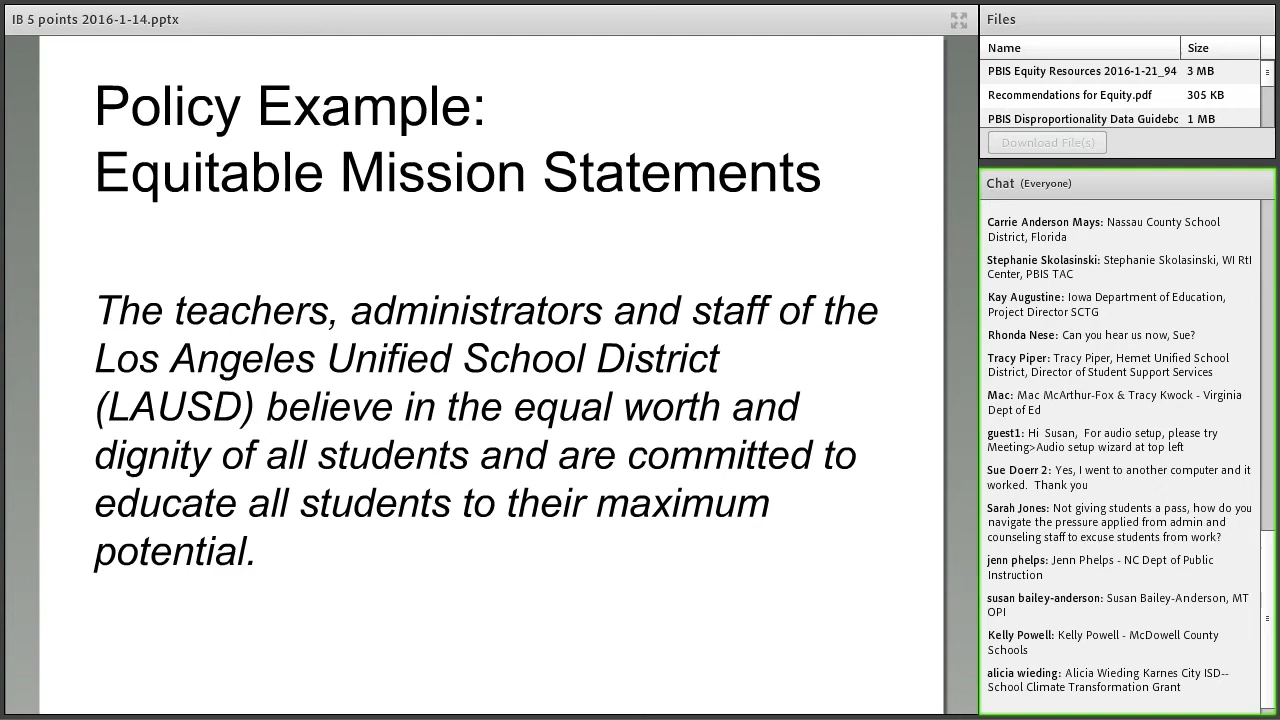 IB 5 points 2016-1-14.pptx
Policy Example:
Equitable Mission Statements
The teachers, administrators and staff of the
Los Angeles Unified School District
(LAUSD) believe in the equal worth and
dignity of all students and are committed to
educate all students to their maximum
potential.
Files
Name Size
PBIS Equity Resources 2016-1-21_94 3 MB
Recommendations for Equity.pdf 305 KB
PBIS Disproportionality Data Guidebc 1 MB
Download File(s)
Chat (Everyone)
Carrie Anderson Mays: Nassau County School
District, Florida
Stephanie Skolasinski: Stephanie Skolasinski, WI RtI
Center, PBIS TAC
Kay Augustine: Iowa Department of Education,
Project Director SCTG
Rhonda Nese: Can you hear us now, Sue?
Tracy Piper: Tracy Piper, Hemet Unified School
District, Director of Student Support Services
Mac: Mac McArthur-Fox & Tracy Kwock - Virginia
Dept of Ed
guest1: Hi Susan, For audio setup, please try
Meeting>Audio setup wizard at top left
Sue Doerr 2: Yes, I went to another computer and it
worked. Thank you
Sarah Jones: Not giving students a pass, how do you
navigate the pressure applied from admin and
counseling staff to excuse students from work?
jenn phelps: Jenn Phelps - NC Dept of Public
Instruction
susan bailey-anderson: Susan Bailey-Anderson, MT
OPI
Kelly Powell: Kelly Powell - McDowell County
Schools
alicia wieding: Alicia Wieding Karnes City ISD--
School Climate Transformation Grant